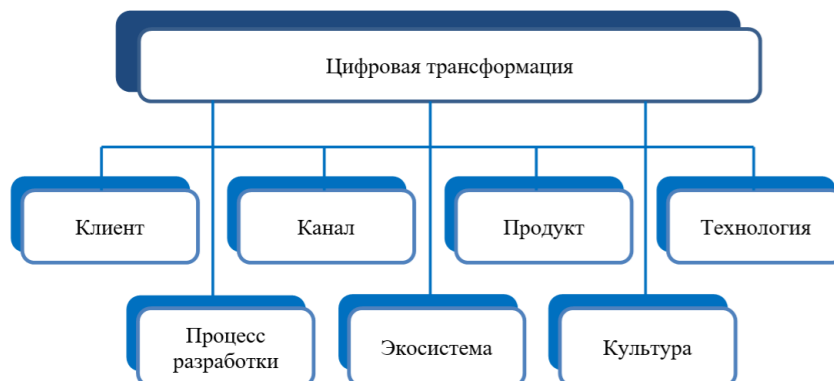 Цифровая трансформация
Клиент
Канал
Продукт
Технология
Процесс
разработки
Экосистема
Культура